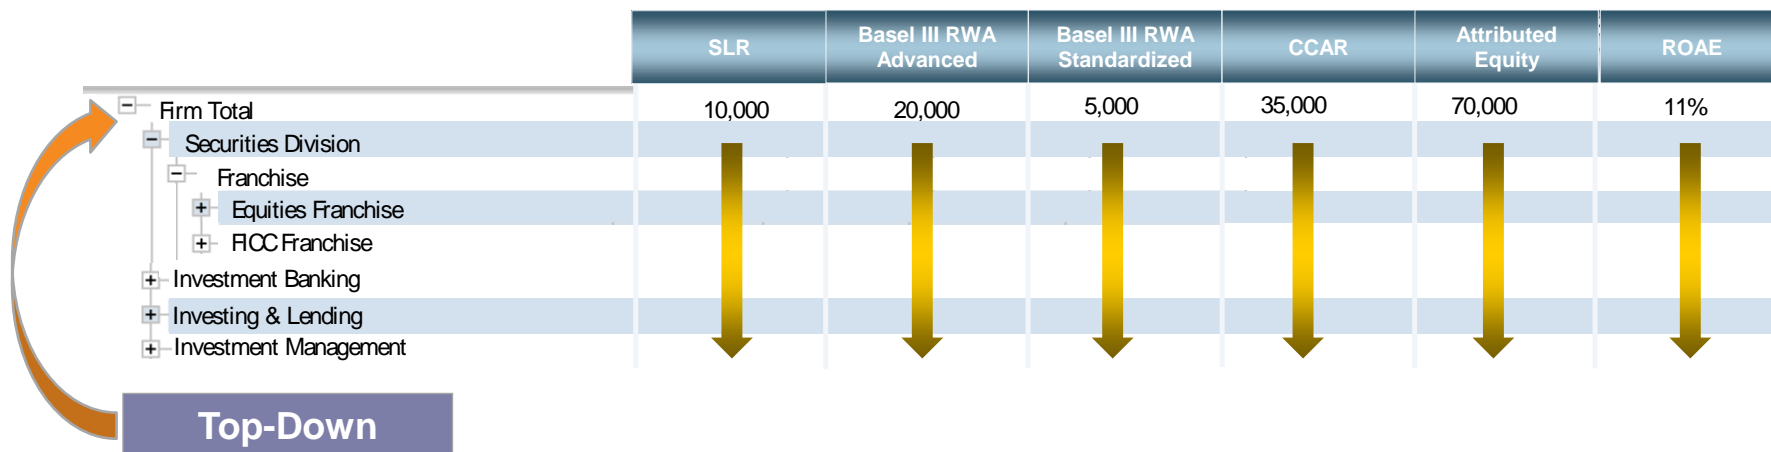 SLR Basel III RWA Advanced Basel III RWA Standardized CCAR Attributed Equity ROAE
Firm Total 10,000 20,000 5,000 35,000 70,000 11%
Securities Division
Franchise
Equities Franchise
FICC Franchise
Investment Banking
Investing & Lending
Investment Management
Top-Down